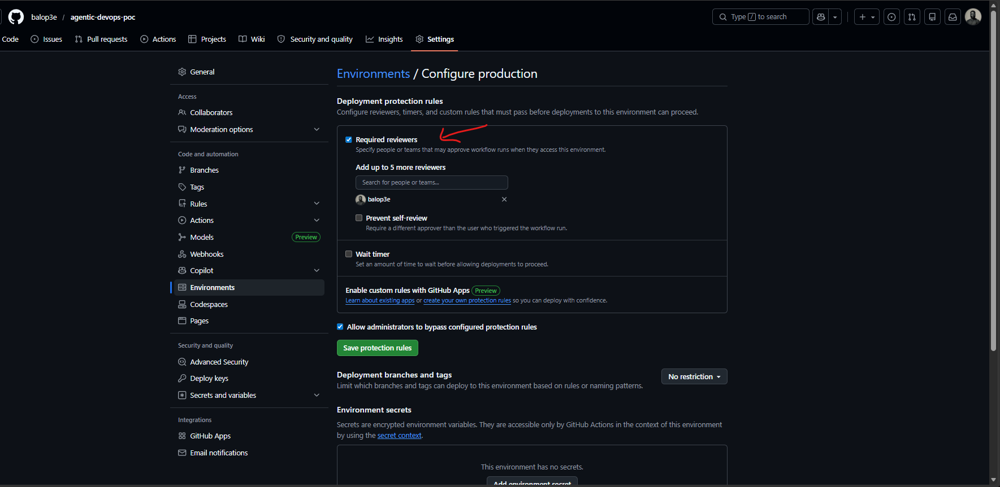 balop3e / agentic-devops-poc
Type / to search
Code Issues Pull requests Actions Projects Wiki Security and quality Insights Settings
General
Access
Collaborators
Moderation options
Code and automation
Branches
Tags
Rules
Actions
Models Preview
Webhooks
Copilot
Environments
Codespaces
Pages
Security and quality
Advanced Security
Deploy keys
Secrets and variables
Integrations
GitHub Apps
Email notifications
Environments / Configure production
Deployment protection rules
Configure reviewers, timers, and custom rules that must pass before deployments to this environment can proceed.
Required reviewers
Specify people or teams that may approve workflow runs when they access this environment.
Add up to 5 more reviewers
Search for people or teams...
balop3e
Prevent self-review
Require a different approver than the user who triggered the workflow run.
Wait timer
Set an amount of time to wait before allowing deployments to proceed.
Enable custom rules with GitHub Apps Preview
Learn about existing apps or create your own protection rules so you can deploy with confidence.
Allow administrators to bypass configured protection rules
Save protection rules
Deployment branches and tags
No restriction
Limit which branches and tags can deploy to this environment based on rules or naming patterns.
Environment secrets
Secrets are encrypted environment variables. They are accessible only by GitHub Actions in the context of this environment
by using the secret context.
This environment has no secrets.
Add environment secret